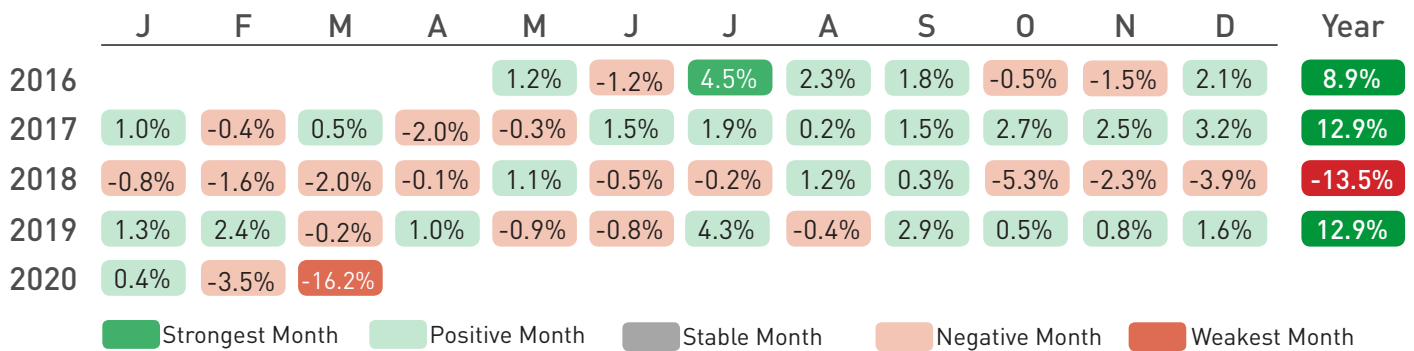 J F M A M J J A S O N D Year
2016 1.2% -1.2% 4.5% 2.3% 1.8% -0.5% -1.5% 2.1% 8.9%
2017 1.0% -0.4% 0.5% -2.0% -0.3% 1.5% 1.9% 0.2% 1.5% 2.7% 2.5% 3.2% 12.9%
2018 -0.8% -1.6% -2.0% -0.1% 1.1% -0.5% -0.2% 1.2% 0.3% -5.3% -2.3% -3.9% -13.5%
2019 1.3% 2.4% -0.2% 1.0% -0.9% -0.8% 4.3% -0.4% 2.9% 0.5% 0.8% 1.6% 12.9%
2020 0.4% -3.5% -16.2%
Strongest Month Positive Month Stable Month Negative Month Weakest Month